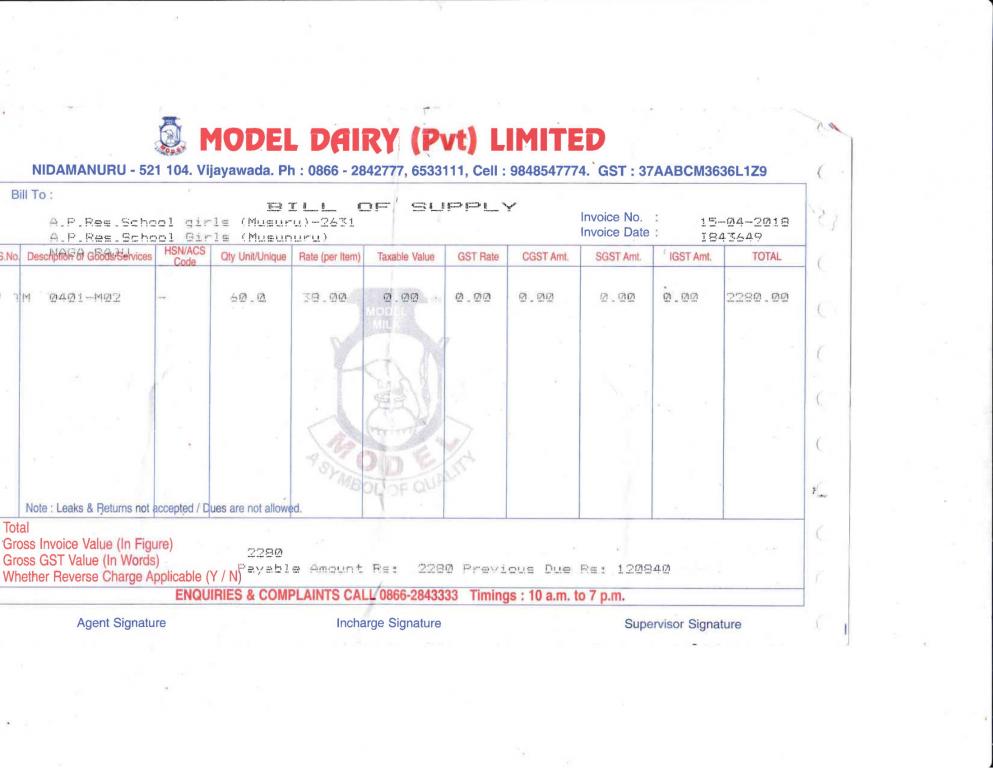 MODEL DAIRY (Pvt) LIMITED
NIDAMANURU - 521 104. Vijayawada. Ph : 0866 - 2842777, 6533111, Cell : 9848547774. GST : 37AABCM3636L1Z9
Bill To :
BILL OF SUPPLY
A.P.Res.School girls (Musuru)-2631
A.P.Res.School Girls (Musunuru)
Invoice No. : 15-04-2018
Invoice Date : I843649
S.No. Description of Goods/Services HSN/ACS Code Qty Unit/Unique Rate (per Item) Taxable Value GST Rate CGST Amt. SGST Amt. IGST Amt. TOTAL
TM 0401-M02 - 60.0 38.00 0.00 0.00 0.00 0.00 0.00 2280.00
MODEL
MILK
MODEL
A SYMBOL OF QUALITY
Note : Leaks & Returns not accepted / Dues are not allowed.
Total
Gross Invoice Value (In Figure)
Gross GST Value (In Words) 2280
Whether Reverse Charge Applicable (Y / N) Payable Amount Rs: 2280 Previous Due Rs: 120840
ENQUIRIES & COMPLAINTS CALL 0866-2843333 Timings : 10 a.m. to 7 p.m.
Agent Signature Incharge Signature Supervisor Signature